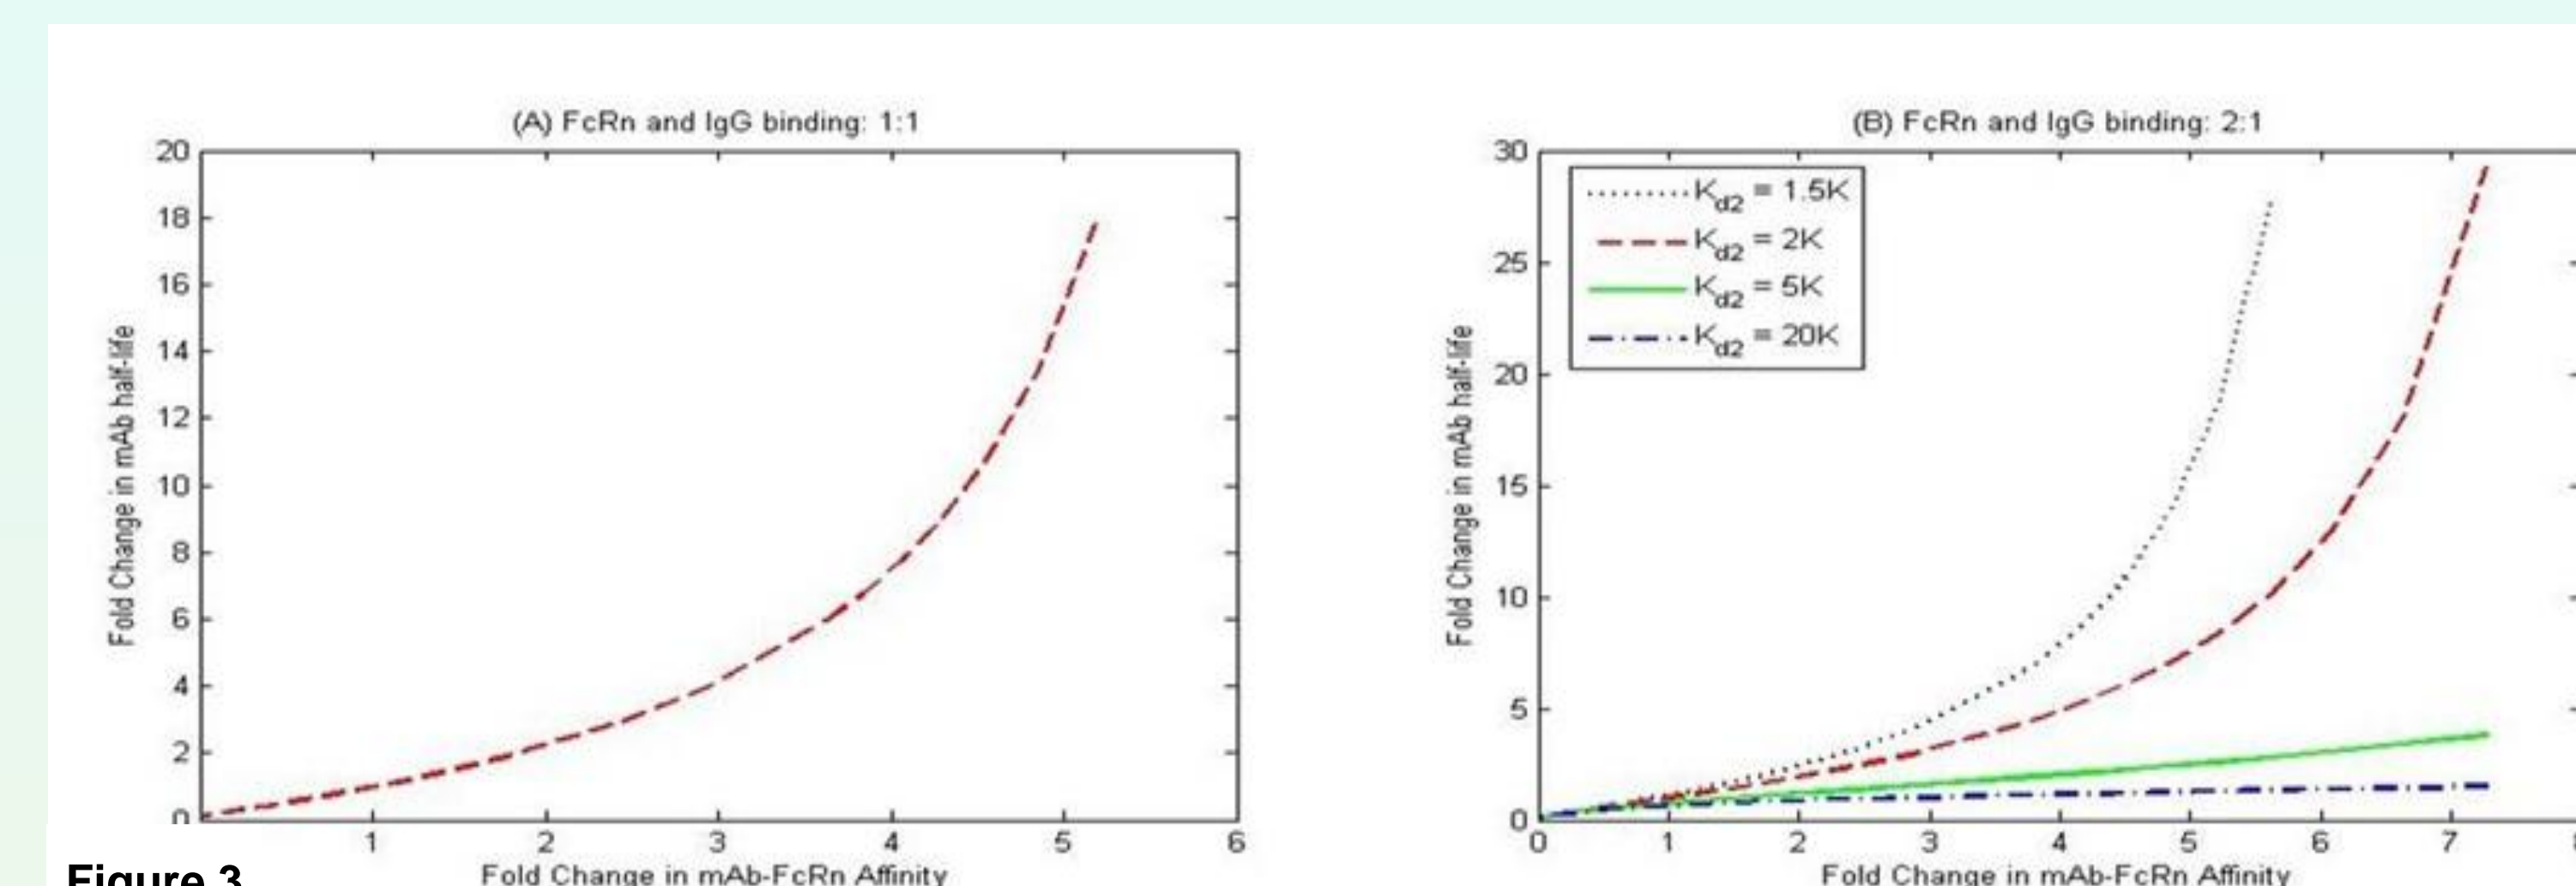 (A) FcRn and IgG binding: 1:1
20
18
16
14
12
10
8
6
4
2
0
1 2 3 4 5 6
Fold Change in mAb half-life
Fold Change in mAb-FcRn Affinity
(B) FcRn and IgG binding: 2:1
30
25
20
15
10
5
0
0 1 2 3 4 5 6 7 8
Fold Change in mAb half-life
Fold Change in mAb-FcRn Affinity
Kd2 = 1.5K
Kd2 = 2K
Kd2 = 5K
Kd2 = 20K
Figure 3